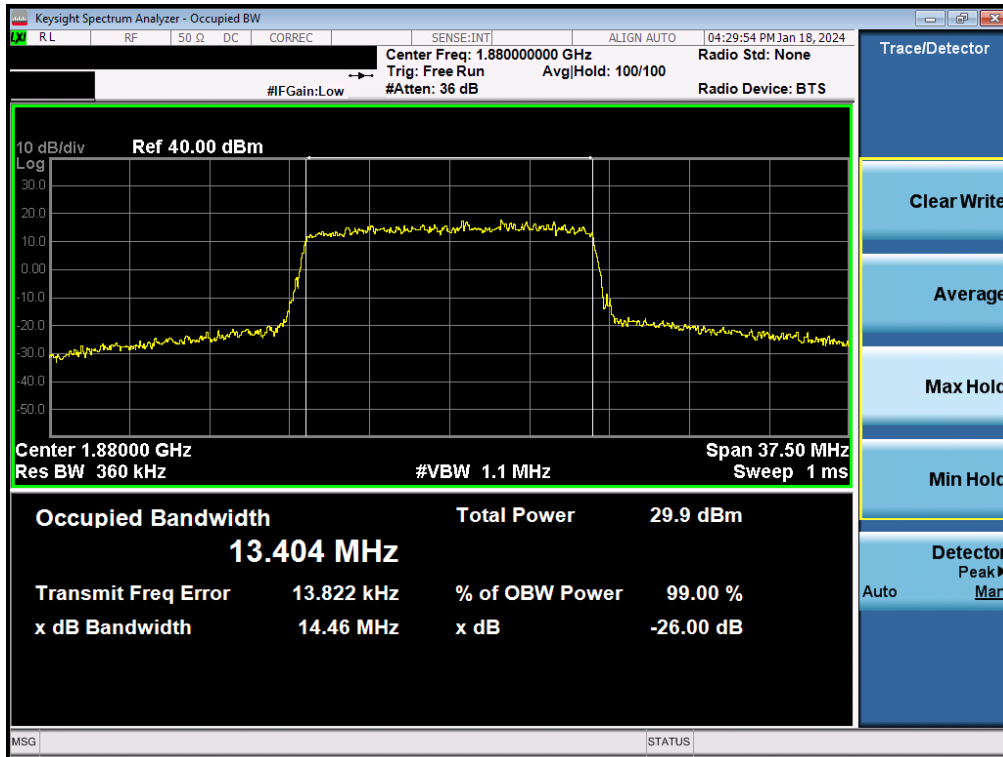 Keysight Spectrum Analyzer - Occupied BW
LXI RL RF 50 Ω DC CORREC SENSE:INT ALIGN AUTO 04:29:54 PM Jan 18, 2024
Center Freq: 1.880000000 GHz Radio Std: None
Trig: Free Run Avg|Hold: 100/100
#IFGain:Low #Atten: 36 dB Radio Device: BTS
Trace/Detector
10 dB/div Ref 40.00 dBm
Log
30.0
20.0
10.0
0.00
-10.0
-20.0
-30.0
-40.0
-50.0
Center 1.88000 GHz Span 37.50 MHz
Res BW 360 kHz #VBW 1.1 MHz Sweep 1 ms
Occupied Bandwidth Total Power 29.9 dBm
13.404 MHz
Transmit Freq Error 13.822 kHz % of OBW Power 99.00 %
x dB Bandwidth 14.46 MHz x dB -26.00 dB
Clear Write
Average
Max Hold
Min Hold
Detector
Peak
Auto Man
MSG STATUS